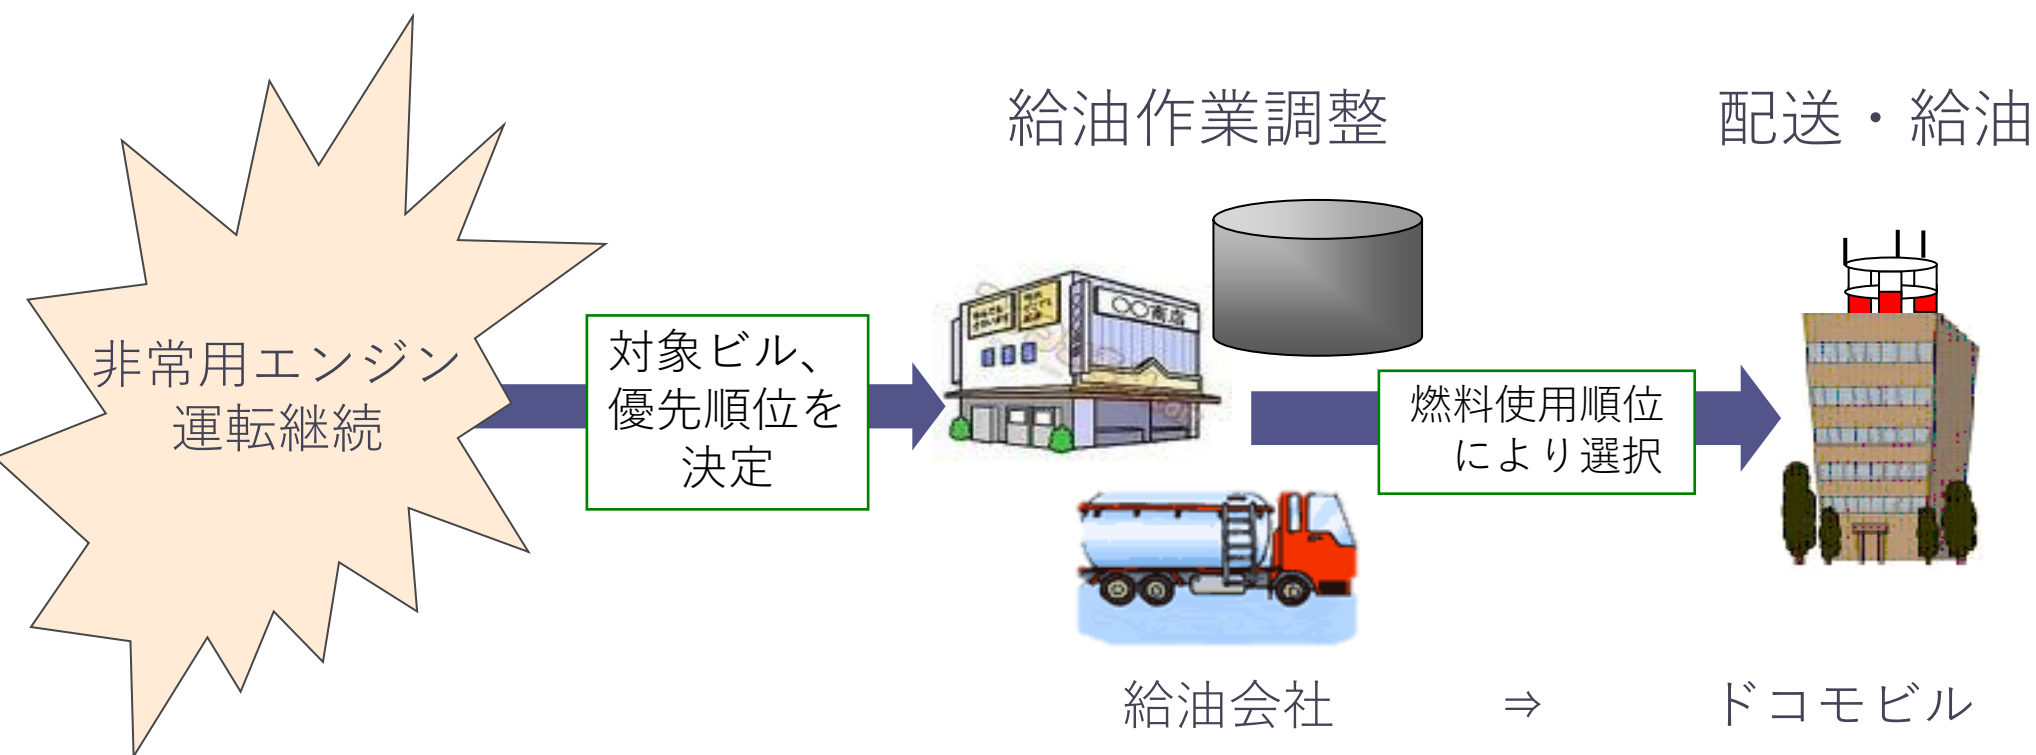 給油作業調整
配送・給油
非常用エンジン
運転継続
対象ビル、
優先順位を
決定
〇〇商店
燃料使用順位
により選択
給油会社
⇒
ドコモビル